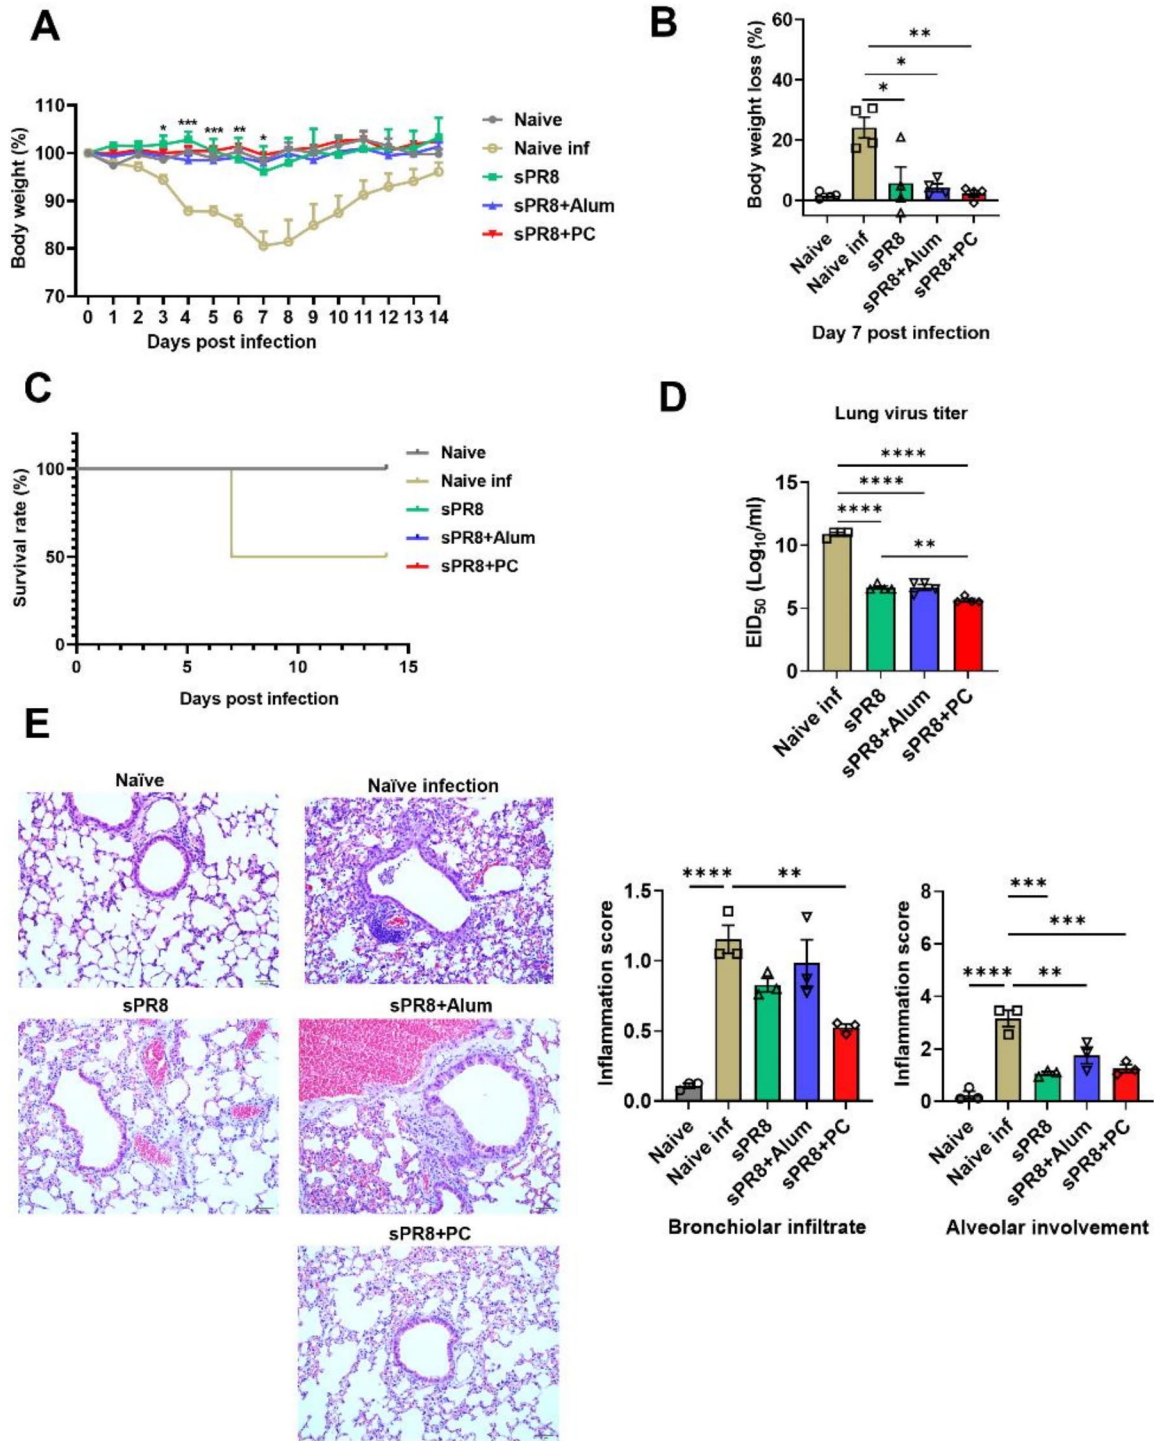 A
110
100
90
80
70
Body weight (%)
* *** *** ** *
0 1 2 3 4 5 6 7 8 9 10 11 12 13 14
Days post infection
Naive
Naive inf
sPR8
sPR8+Alum
sPR8+PC
B
60
40
20
0
Body weight loss (%)
**
*
*
Naive
Naive inf
sPR8
sPR8+Alum
sPR8+PC
Day 7 post infection
C
100
50
0
Survival rate (%)
0 5 10 15
Days post infection
Naive
Naive inf
sPR8
sPR8+Alum
sPR8+PC
D
Lung virus titer
****
****
****
**
15
10
5
0
EID50 (Log10/ml)
Naive inf
sPR8
sPR8+Alum
sPR8+PC
E
Naïve
Naïve infection
sPR8
sPR8+Alum
sPR8+PC
**** **
1.5
1.0
0.5
0.0
Inflammation score
Naive
Naive inf
sPR8
sPR8+Alum
sPR8+PC
Bronchiolar infiltrate
***
***
**** **
8
6
4
2
0
Inflammation score
Naive
Naive inf
sPR8
sPR8+Alum
sPR8+PC
Alveolar involvement